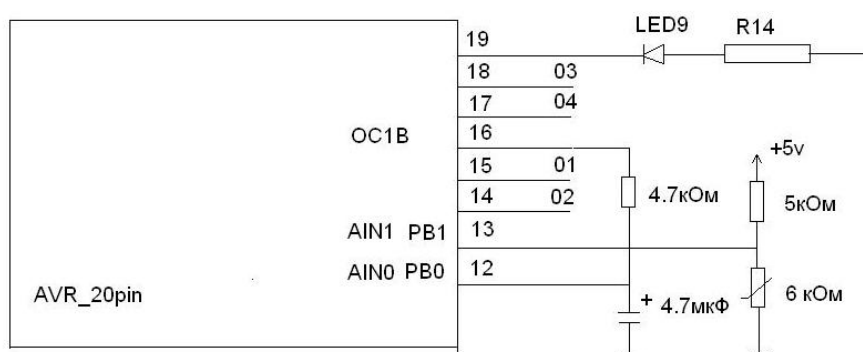 19 LED9 R14
18 03
17 04
OC1B 16
+5v
15 01
14 02 4.7кОм 5кОм
AIN1 PB1 13
AIN0 PB0 12
AVR_20pin + 4.7мкФ 6 кОм